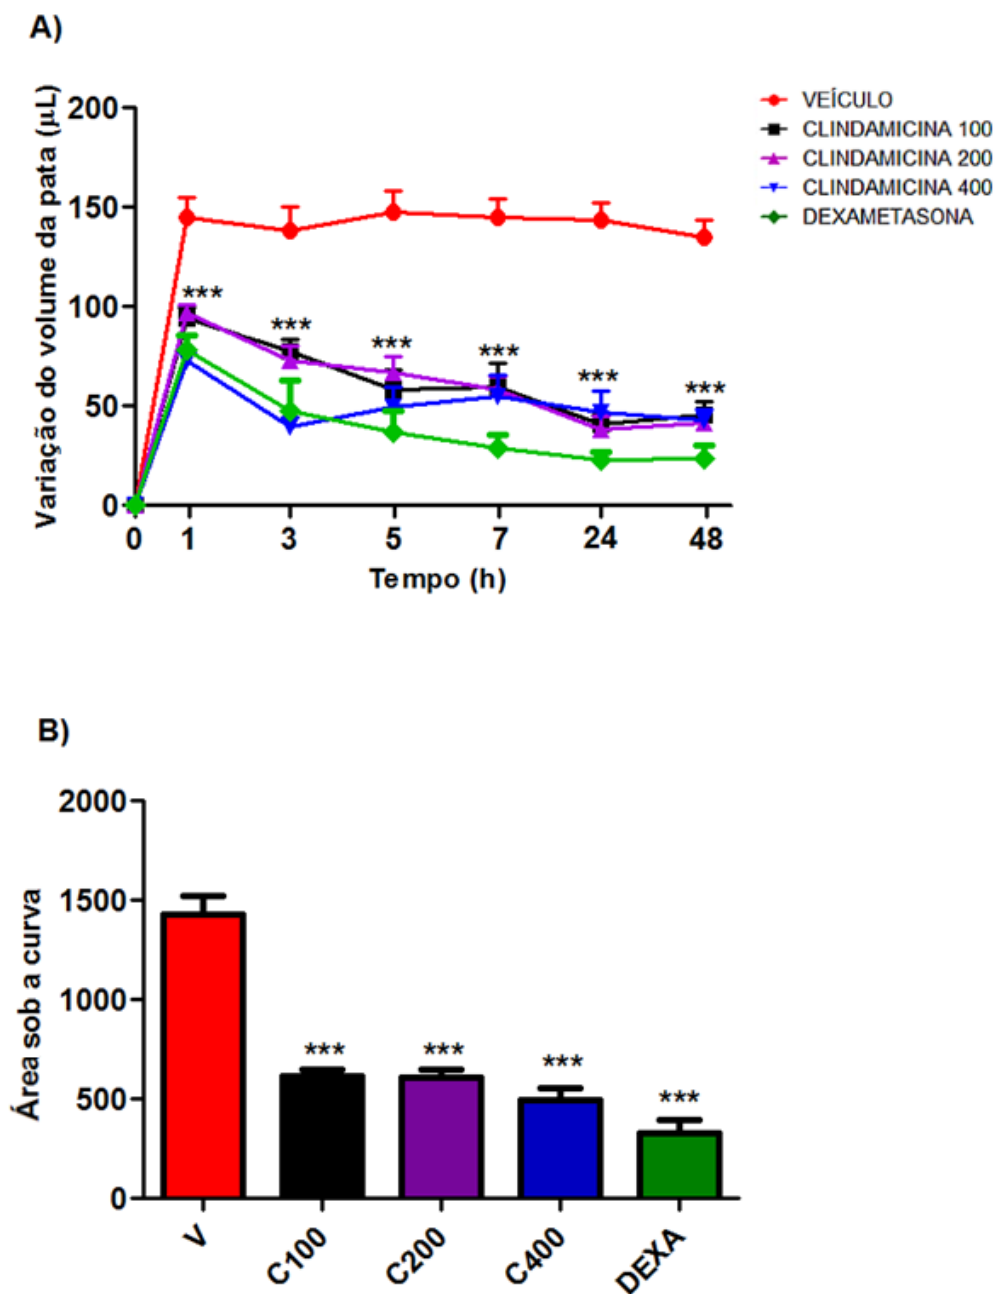 A)
Variação do volume da pata (µL)
200
150
100
50
0
VEÍCULO
CLINDAMICINA 100
CLINDAMICINA 200
CLINDAMICINA 400
DEXAMETASONA
*** *** *** *** *** ***
0 1 3 5 7 24 48
Tempo (h)
B)
Área sob a curva
2000
1500
1000
500
0
*** *** *** ***
V C100 C200 C400 DEXA